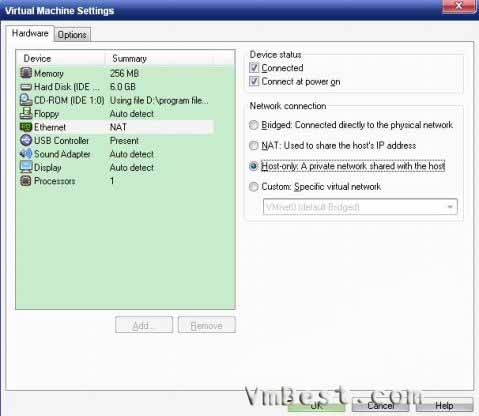 Virtual Machine Settings
Hardware
Options
Device Summary
Memory 256 MB
Hard Disk (IDE ... 6.0 GB
CD-ROM (IDE 1:0) Using file D:\program file...
Floppy Auto detect
Ethernet NAT
USB Controller Present
Sound Adapter Auto detect
Display Auto detect
Processors 1
Add...
Remove
Device status
Connected
Connect at power on
Network connection
Bridged: Connected directly to the physical network
NAT: Used to share the host's IP address
Host-only: A private network shared with the host
Custom: Specific virtual network
VMnet0 (default Bridged)
VmBest.com
OK
Cancel
Help